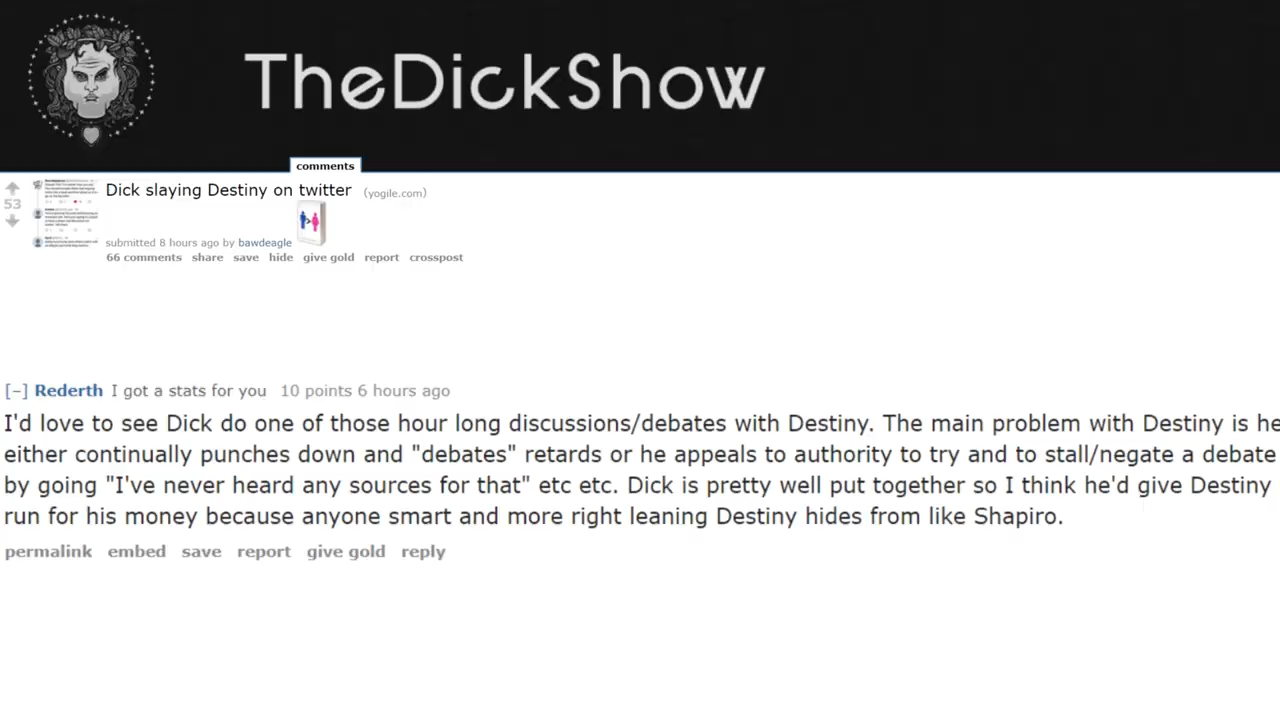 TheDickShow
comments
53
Dick slaying Destiny on twitter (yogile.com)
submitted 8 hours ago by bawdeagle
66 comments share save hide give gold report crosspost
[–] Rederth I got a stats for you 10 points 6 hours ago
I'd love to see Dick do one of those hour long discussions/debates with Destiny. The main problem with Destiny is he
either continually punches down and "debates" retards or he appeals to authority to try and to stall/negate a debate
by going "I've never heard any sources for that" etc etc. Dick is pretty well put together so I think he'd give Destiny
run for his money because anyone smart and more right leaning Destiny hides from like Shapiro.
permalink embed save report give gold reply